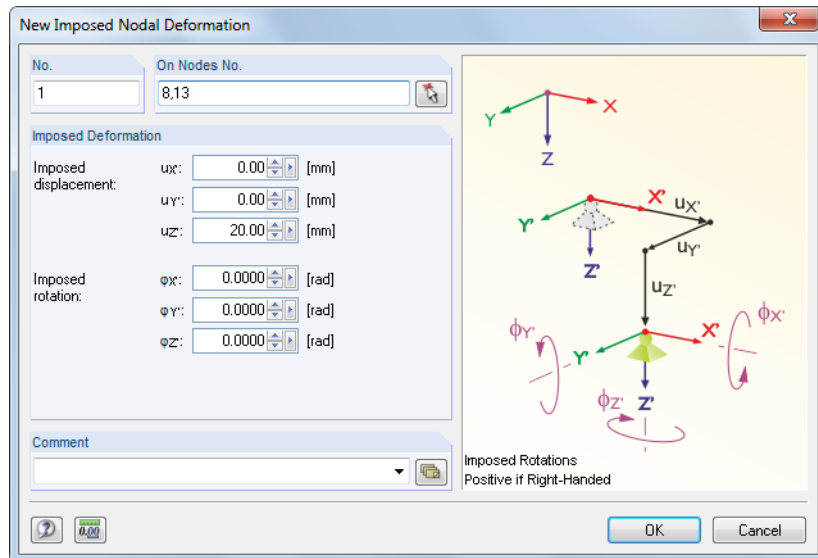 New Imposed Nodal Deformation
x
No.
On Nodes No.
1
8,13
Imposed Deformation
Imposed displacement:
uX': 0.00 [mm]
uY': 0.00 [mm]
uZ': 20.00 [mm]
Imposed rotation:
φX': 0.0000 [rad]
φY': 0.0000 [rad]
φZ': 0.0000 [rad]
Comment
Y
X
Z
X'
uX'
Y'
uY'
Z'
uZ'
ϕX'
ϕY'
X'
Y'
ϕZ'
Z'
Imposed Rotations
Positive if Right-Handed
0.00
OK
Cancel